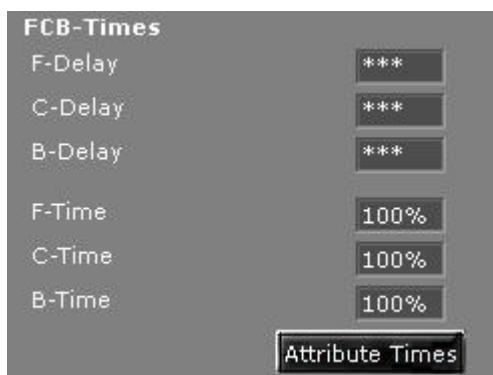 FCB-Times
F-Delay ***
C-Delay ***
B-Delay ***
F-Time 100%
C-Time 100%
B-Time 100%
Attribute Times